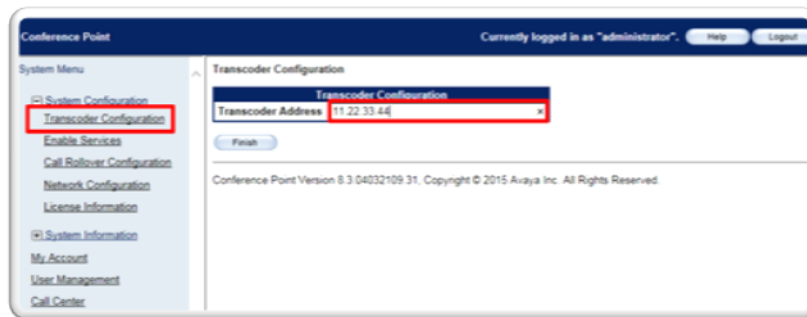 Conference Point
Currently logged in as "administrator". Help Logout
System Menu
System Configuration
Transcoder Configuration
Enable Services
Call Rollover Configuration
Network Configuration
License Information
System Information
My Account
User Management
Call Center
Transcoder Configuration
Transcoder Configuration
Transcoder Address 11.22.33.44 ×
Finish
Conference Point Version 8.3.04032109.31, Copyright © 2015 Avaya Inc. All Rights Reserved.